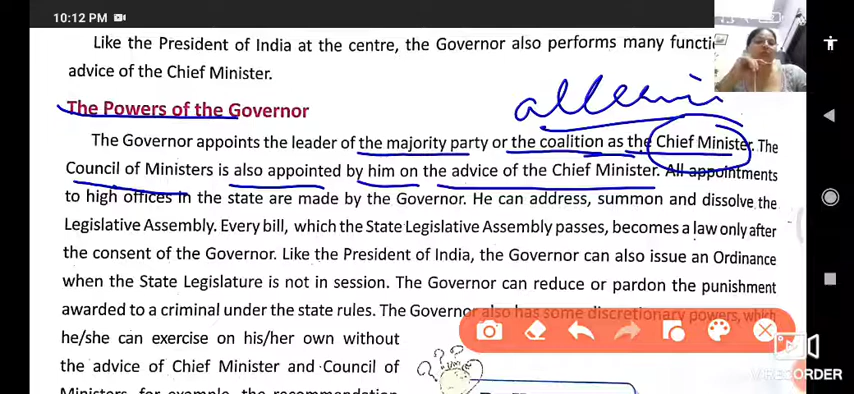 10:12 PM
Like the President of India at the centre, the Governor also performs many functi
advice of the Chief Minister.
The Powers of the Governor
The Governor appoints the leader of the majority party or the coalition as the Chief Minister. The
Council of Ministers is also appointed by him on the advice of the Chief Minister. All appointments
to high offices in the state are made by the Governor. He can address, summon and dissolve the
Legislative Assembly. Every bill, which the State Legislative Assembly passes, becomes a law only after
the consent of the Governor. Like the President of India, the Governor can also issue an Ordinance
when the State Legislature is not in session. The Governor can reduce or pardon the punishment
awarded to a criminal under the state rules. The Governor also has some discretionary powers, which
he/she can exercise on his/her own without
the advice of Chief Minister and Council of
Ministers, for example, the recommendation
RECORDER